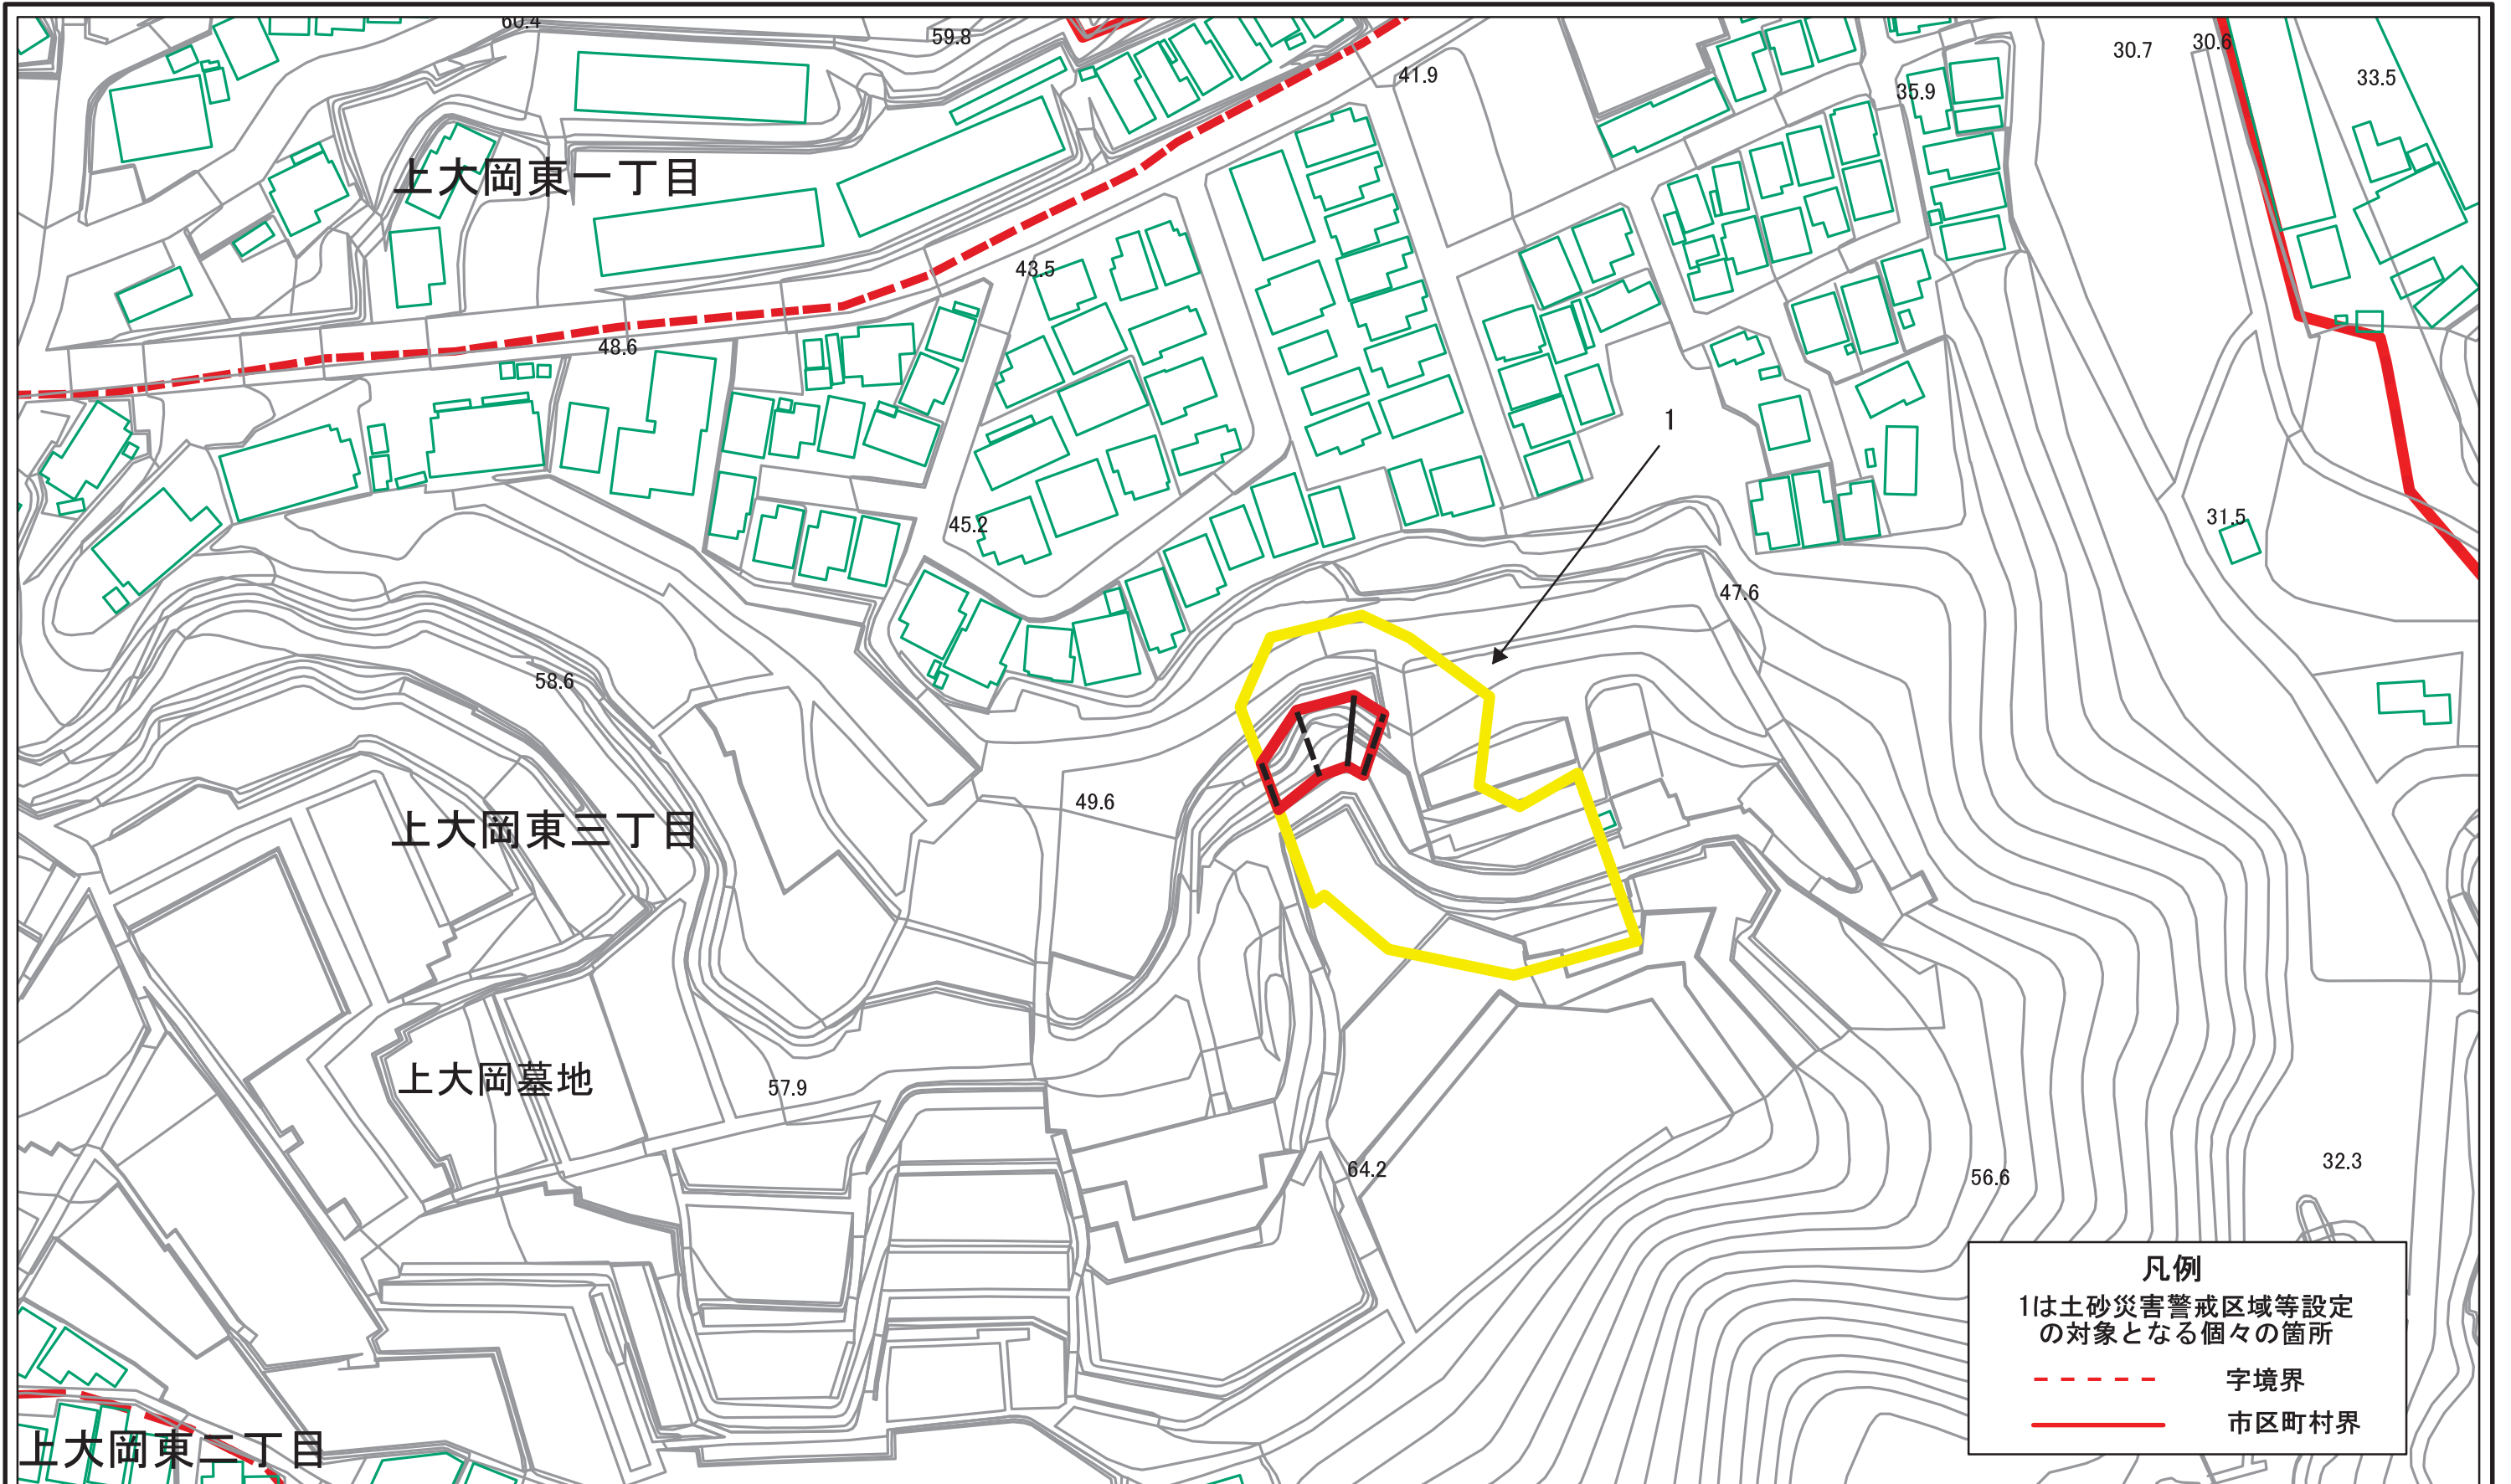 60.4
59.8
41.9
30.7
30.6
33.5
35.9
上大岡東一丁目
43.5
48.6
1
45.2
31.5
47.6
58.6
49.6
上大岡東三丁目
上大岡墓地
57.9
64.2
56.6
32.3
凡例
1は土砂災害警戒区域等設定
の対象となる個々の箇所
字境界
市区町村界
上大岡東二丁目